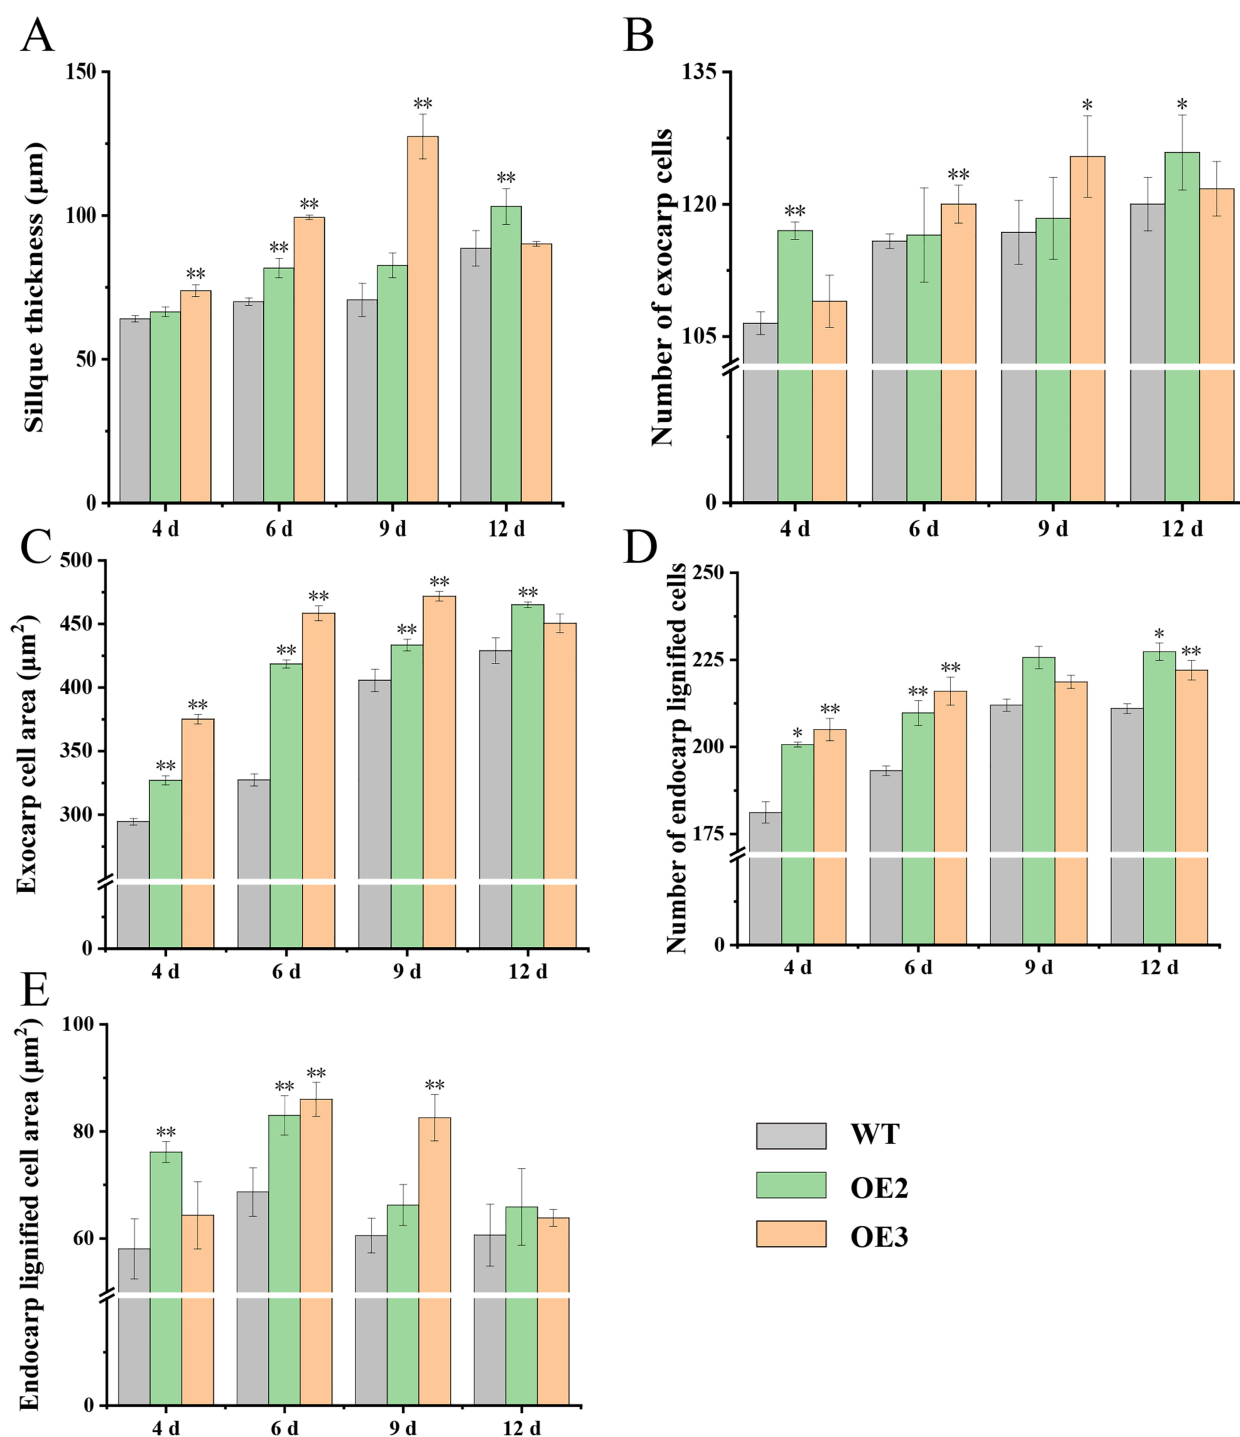 A
Silque thickness (μm)
150
100
50
0
** ** ** ** ** **
4 d 6 d 9 d 12 d
B
Number of exocarp cells
135
120
105
0
** ** * *
4 d 6 d 9 d 12 d
C
Exocarp cell area (μm²)
500
450
400
350
300
0
** ** ** ** ** ** **
4 d 6 d 9 d 12 d
D
Number of endocarp lignified cells
250
225
200
175
0
* ** ** ** * **
4 d 6 d 9 d 12 d
E
Endocarp lignified cell area (μm²)
100
80
60
0
** ** ** **
4 d 6 d 9 d 12 d
WT
OE2
OE3